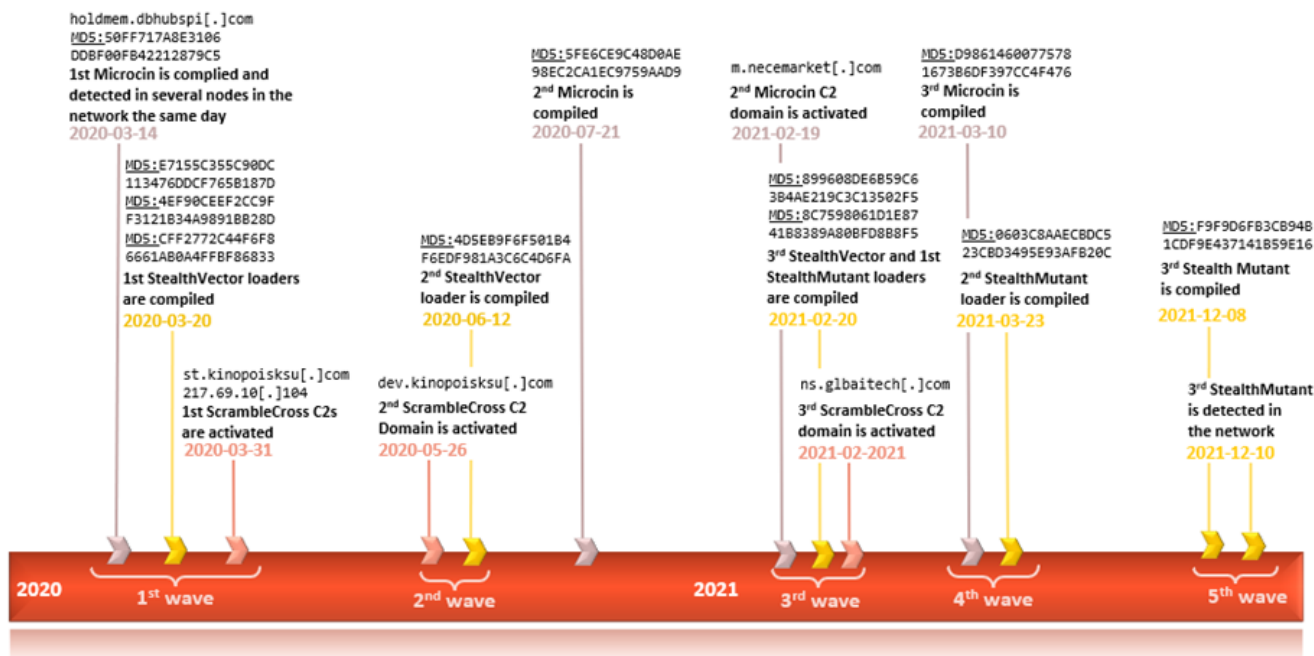 holdmem.dbhubspi[.]com
MD5:50FF717A8E3106
DDBF00FB42212879C5
1st Microcin is complied and
detected in several nodes in the
network the same day
2020-03-14
MD5:E7155C355C90DC
113476DDCF765B187D
MD5:4EF90CEEF2CC9F
F3121B34A9891BB28D
MD5:CFF2772C44F6F8
6661AB0A4FFBF86833
1st StealthVector loaders
are compiled
2020-03-20
st.kinopoisksu[.]com
217.69.10[.]104
1st ScrambleCross C2s
are activated
2020-03-31
MD5:4D5EB9F6F501B4
F6EDF981A3C6C4D6FA
2nd StealthVector
loader is compiled
2020-06-12
dev.kinopoisksu[.]com
2nd ScrambleCross C2
Domain is activated
2020-05-26
MD5:5FE6CE9C48D0AE
98EC2CA1EC9759AAD9
2nd Microcin is
compiled
2020-07-21
m.necemarket[.]com
2nd Microcin C2
domain is activated
2021-02-19
MD5:899608DE6B59C6
3B4AE219C3C13502F5
MD5:8C7598061D1E87
41B8389A80BFD8B8F5
3rd StealthVector and 1st
StealthMutant loaders
are compiled
2021-02-20
ns.glbaitech[.]com
3rd ScrambleCross C2
domain is activated
2021-02-2021
MD5:D9861460077578
1673B6DF397CC4F476
3rd Microcin is
compiled
2021-03-10
MD5:0603C8AAECBDC5
23CBD3495E93AFB20C
2nd StealthMutant
loader is compiled
2021-03-23
MD5:F9F9D6FB3CB94B
1CDF9E437141B59E16
3rd Stealth Mutant
is compiled
2021-12-08
3rd StealthMutant
is detected in
the network
2021-12-10
2020
1st wave
2nd wave
2021
3rd wave
4th wave
5th wave